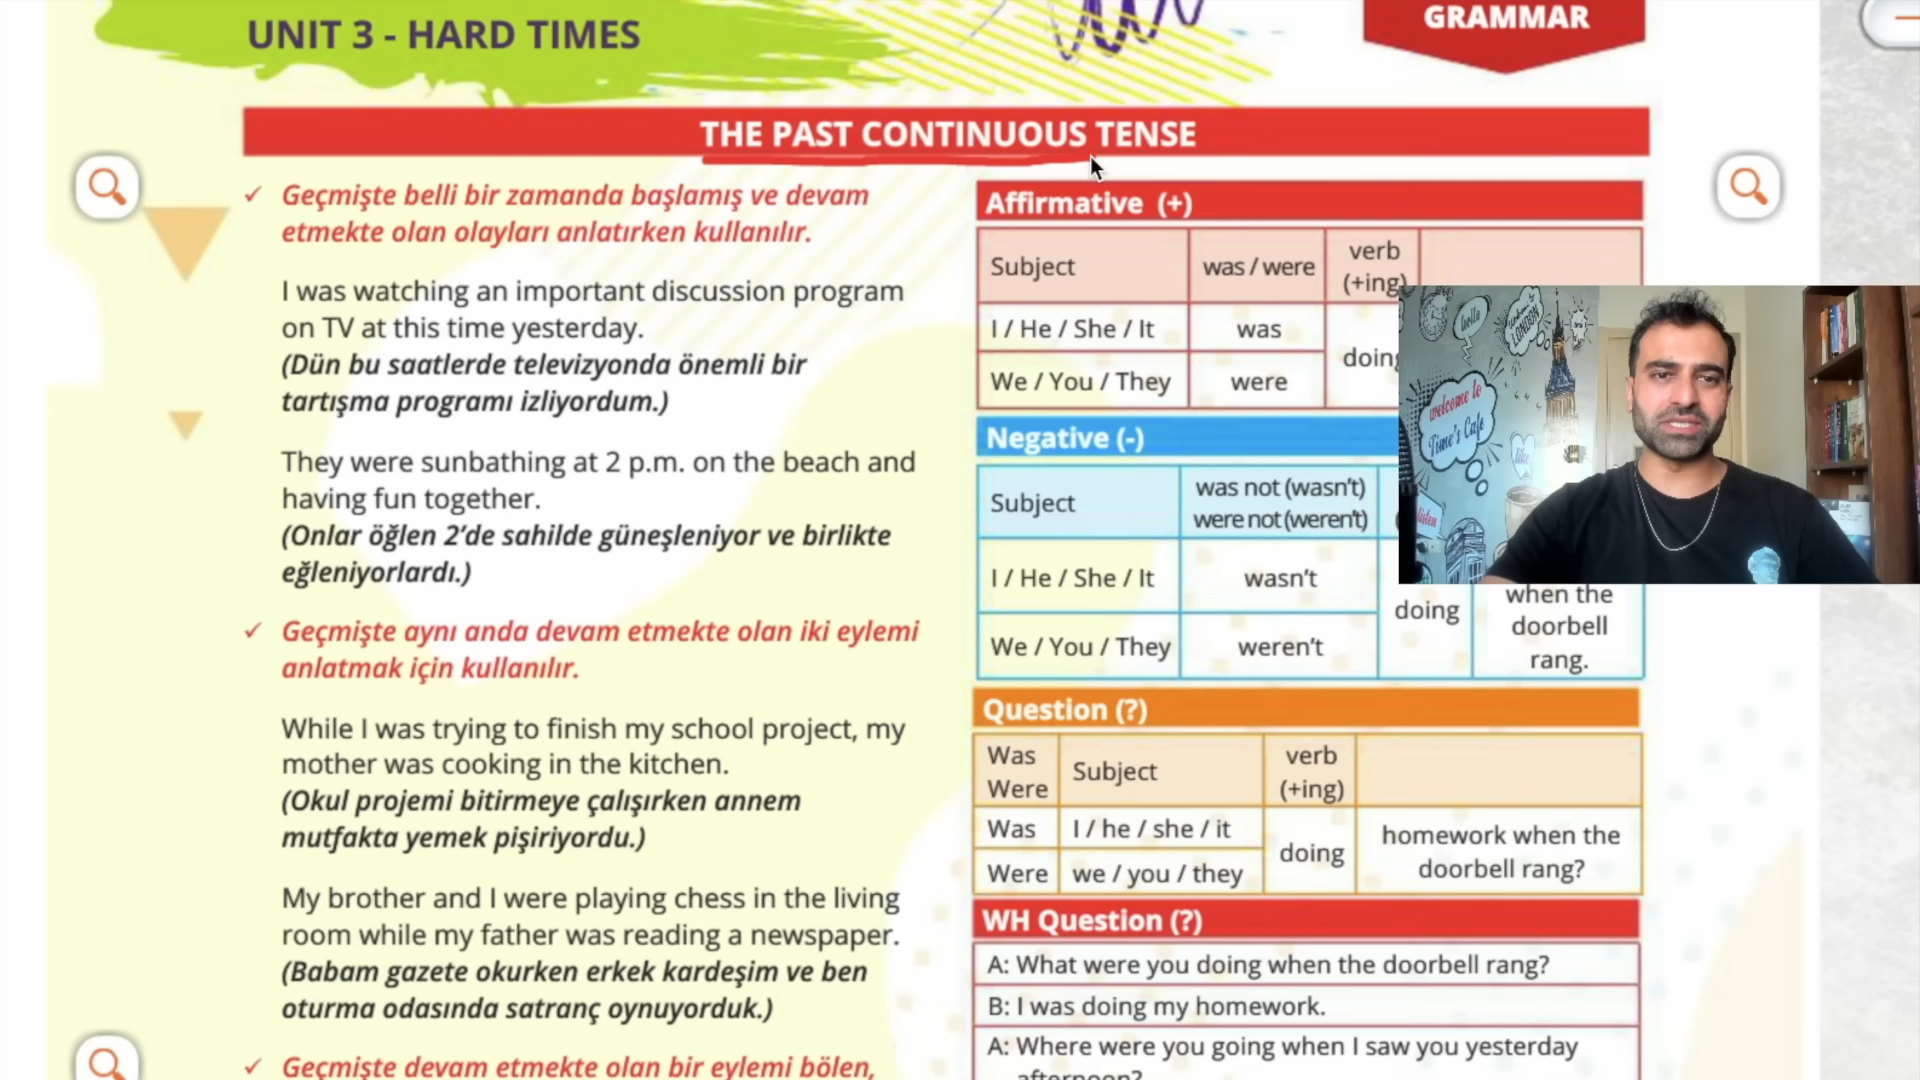 UNIT 3 - HARD TIMES
GRAMMAR
THE PAST CONTINUOUS TENSE
✓ Geçmişte belli bir zamanda başlamış ve devam
etmekte olan olayları anlatırken kullanılır.
I was watching an important discussion program
on TV at this time yesterday.
(Dün bu saatlerde televizyonda önemli bir
tartışma programı izliyordum.)
They were sunbathing at 2 p.m. on the beach and
having fun together.
(Onlar öğlen 2’de sahilde güneşleniyor ve birlikte
eğleniyorlardı.)
✓ Geçmişte aynı anda devam etmekte olan iki eylemi
anlatmak için kullanılır.
While I was trying to finish my school project, my
mother was cooking in the kitchen.
(Okul projemi bitirmeye çalışırken annem
mutfakta yemek pişiriyordu.)
My brother and I were playing chess in the living
room while my father was reading a newspaper.
(Babam gazete okurken erkek kardeşim ve ben
oturma odasında satranç oynuyorduk.)
✓ Geçmişte devam etmekte olan bir eylemi bölen,
Affirmative (+)
Subject was / were verb
(+ing)
I / He / She / It was
doing
We / You / They were
Negative (-)
Subject was not (wasn’t)
were not (weren’t)
I / He / She / It wasn’t
We / You / They weren’t
doing
when the
doorbell
rang.
Question (?)
Was
Were
Subject
verb
(+ing)
Was I / he / she / it
Were we / you / they
doing
homework when the
doorbell rang?
WH Question (?)
A: What were you doing when the doorbell rang?
B: I was doing my homework.
A: Where were you going when I saw you yesterday
afternoon?
hello
LONDON
welcome to
Time's Cafe
like
listen